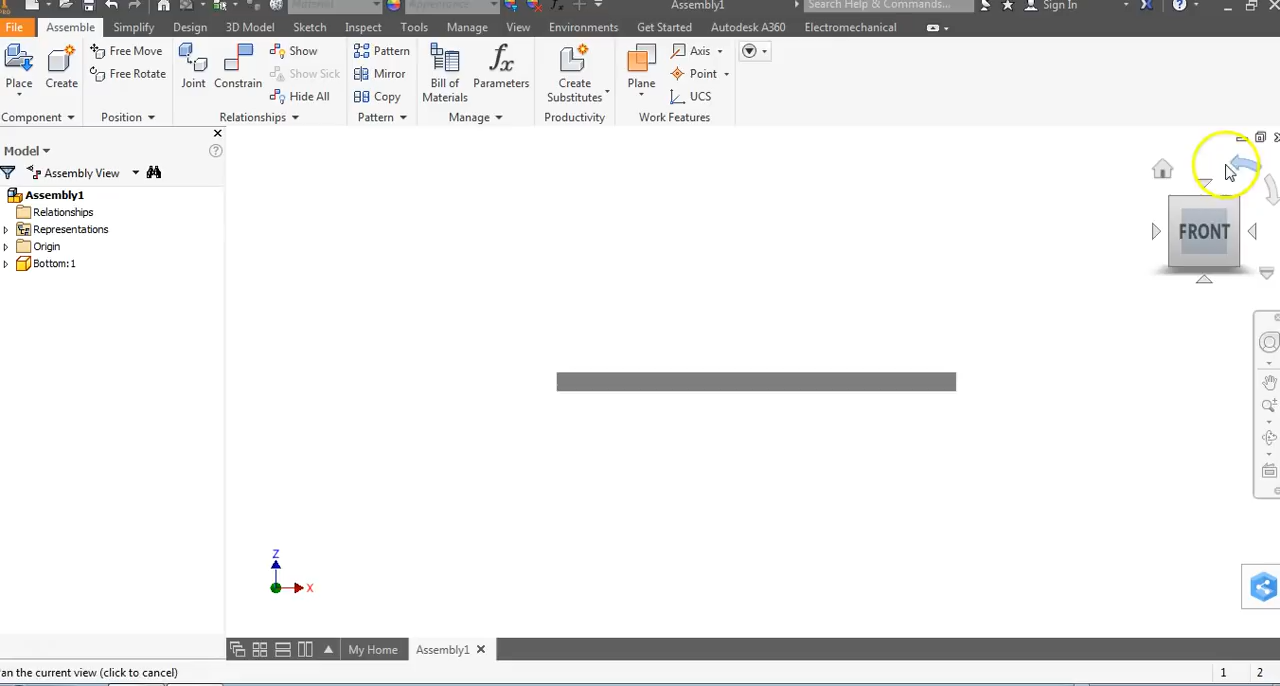 Material Appearance Assembly1 Search Help & Commands... Sign In
File Assemble Simplify Design 3D Model Sketch Inspect Tools Manage View Environments Get Started Autodesk A360 Electromechanical
Free Move Show Pattern Axis
Free Rotate Show Sick Mirror Point
Place Create Joint Constrain Hide All Copy Bill of Materials Parameters Create Substitutes Plane UCS
Component Position Relationships Pattern Manage Productivity Work Features
Model
Assembly View
Assembly1
Relationships
Representations
Origin
Bottom:1
FRONT
Z
X
My Home Assembly1
an the current view (click to cancel)
1 2